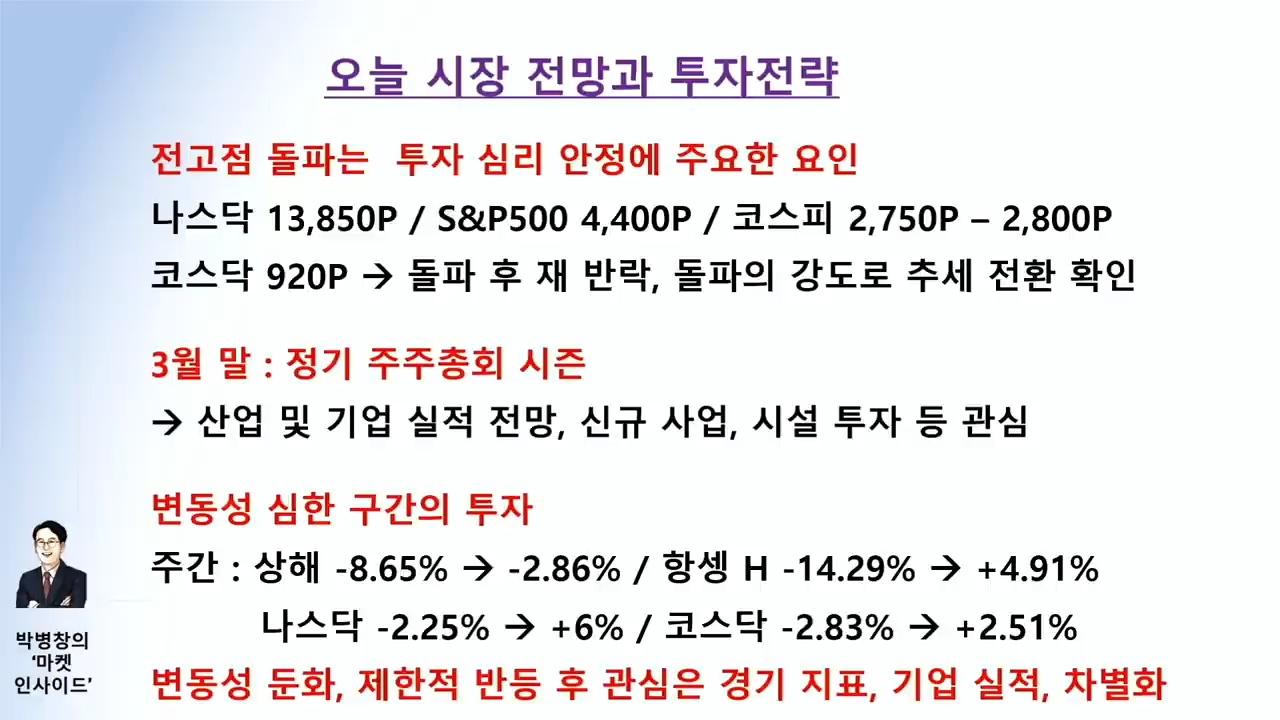 오늘 시장 전망과 투자전략
전고점 돌파는 투자 심리 안정에 주요한 요인
나스닥 13,850P / S&P500 4,400P / 코스피 2,750P – 2,800P
코스닥 920P → 돌파 후 재 반락, 돌파의 강도로 추세 전환 확인
3월 말 : 정기 주주총회 시즌
→ 산업 및 기업 실적 전망, 신규 사업, 시설 투자 등 관심
변동성 심한 구간의 투자
주간 : 상해 -8.65% → -2.86% / 항셍 H -14.29% → +4.91%
나스닥 -2.25% → +6% / 코스닥 -2.83% → +2.51%
변동성 둔화, 제한적 반등 후 관심은 경기 지표, 기업 실적, 차별화
박병창의
‘마켓
인사이드’